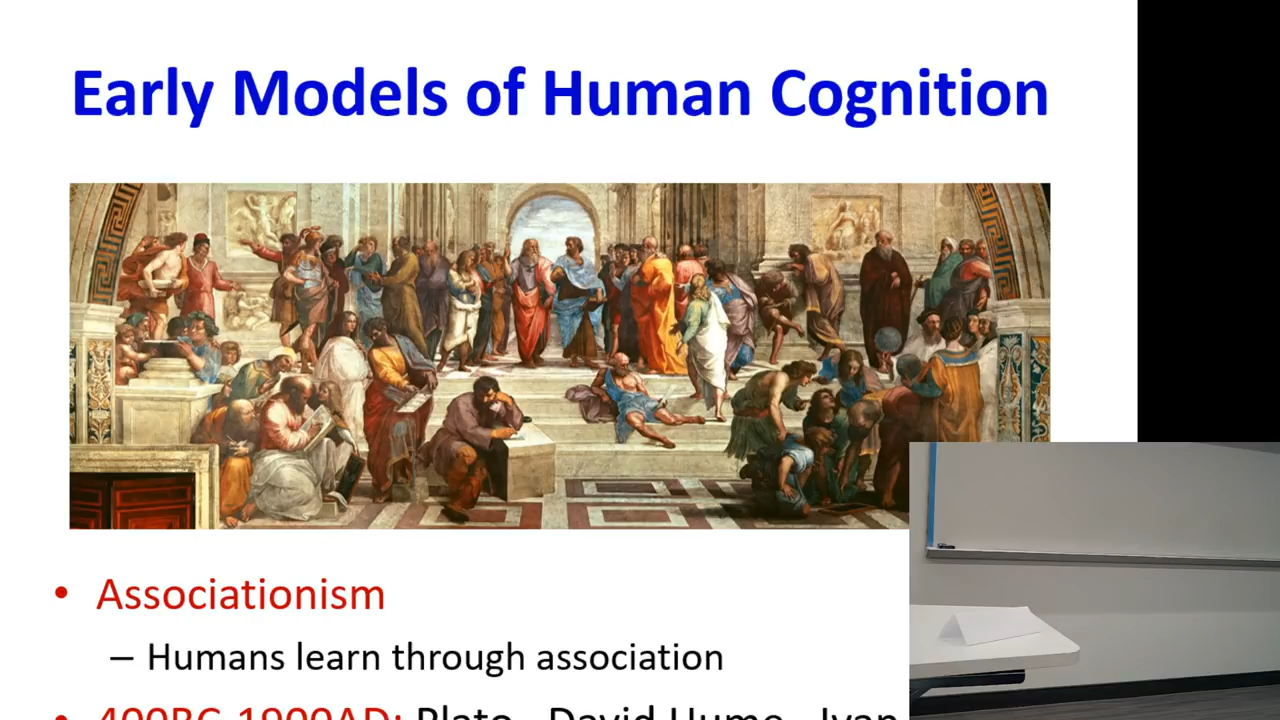 Early Models of Human Cognition
• Associationism
– Humans learn through association
• 400BC-1900AD: Plato, David Hume, Ivan